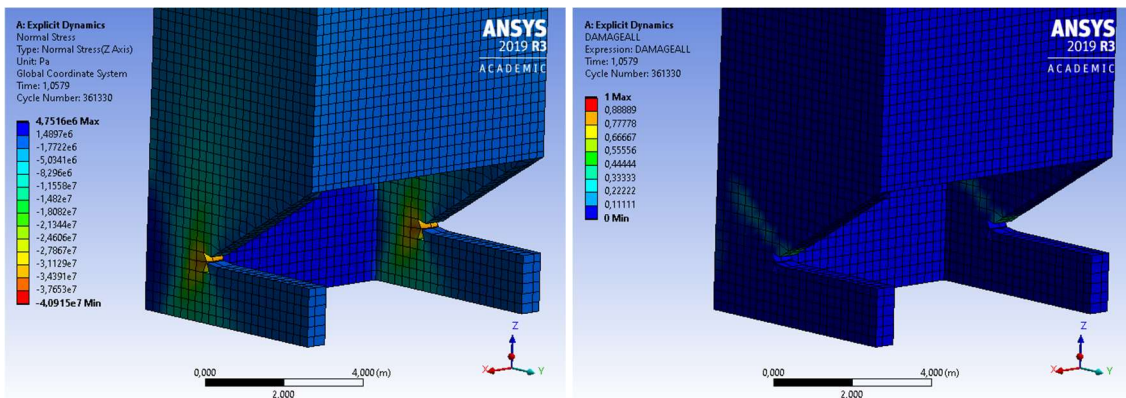 A: Explicit Dynamics
Normal Stress
Type: Normal Stress(Z Axis)
Unit: Pa
Global Coordinate System
Time: 1,0579
Cycle Number: 361330
4,7516e6 Max
1,4897e6
-1,7722e6
-5,0341e6
-8,296e6
-1,1558e7
-1,482e7
-1,8082e7
-2,1344e7
-2,4606e7
-2,7867e7
-3,1129e7
-3,4391e7
-3,7653e7
-4,0915e7 Min
ANSYS
2019 R3
ACADEMIC
0,000
4,000 (m)
2,000
Z
X
Y
A: Explicit Dynamics
DAMAGEALL
Expression: DAMAGEALL
Time: 1,0579
Cycle Number: 361330
1 Max
0,88889
0,77778
0,66667
0,55556
0,44444
0,33333
0,22222
0,11111
0 Min
ANSYS
2019 R3
ACADEMIC
0,000
4,000 (m)
2,000
Z
X
Y